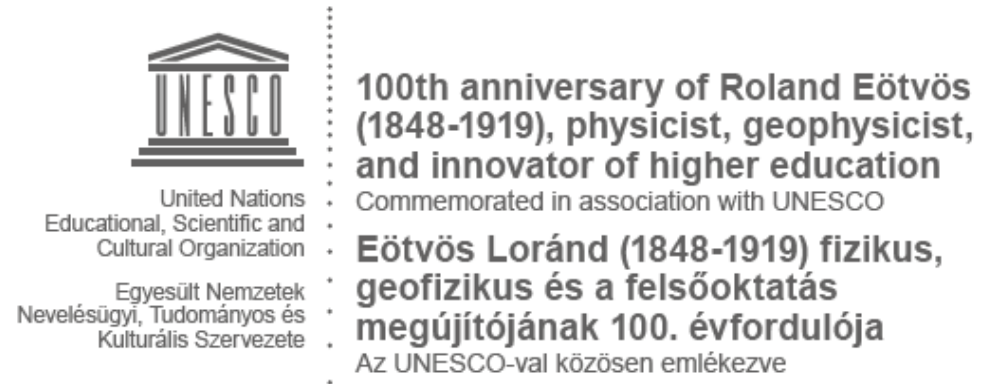 UNESCO
United Nations
Educational, Scientific and
Cultural Organization
Egyesült Nemzetek
Nevelésügyi, Tudományos és
Kulturális Szervezete
100th anniversary of Roland Eötvös
(1848-1919), physicist, geophysicist,
and innovator of higher education
Commemorated in association with UNESCO
Eötvös Loránd (1848-1919) fizikus,
geofizikus és a felsőoktatás
megújítójának 100. évfordulója
Az UNESCO-val közösen emlékezve